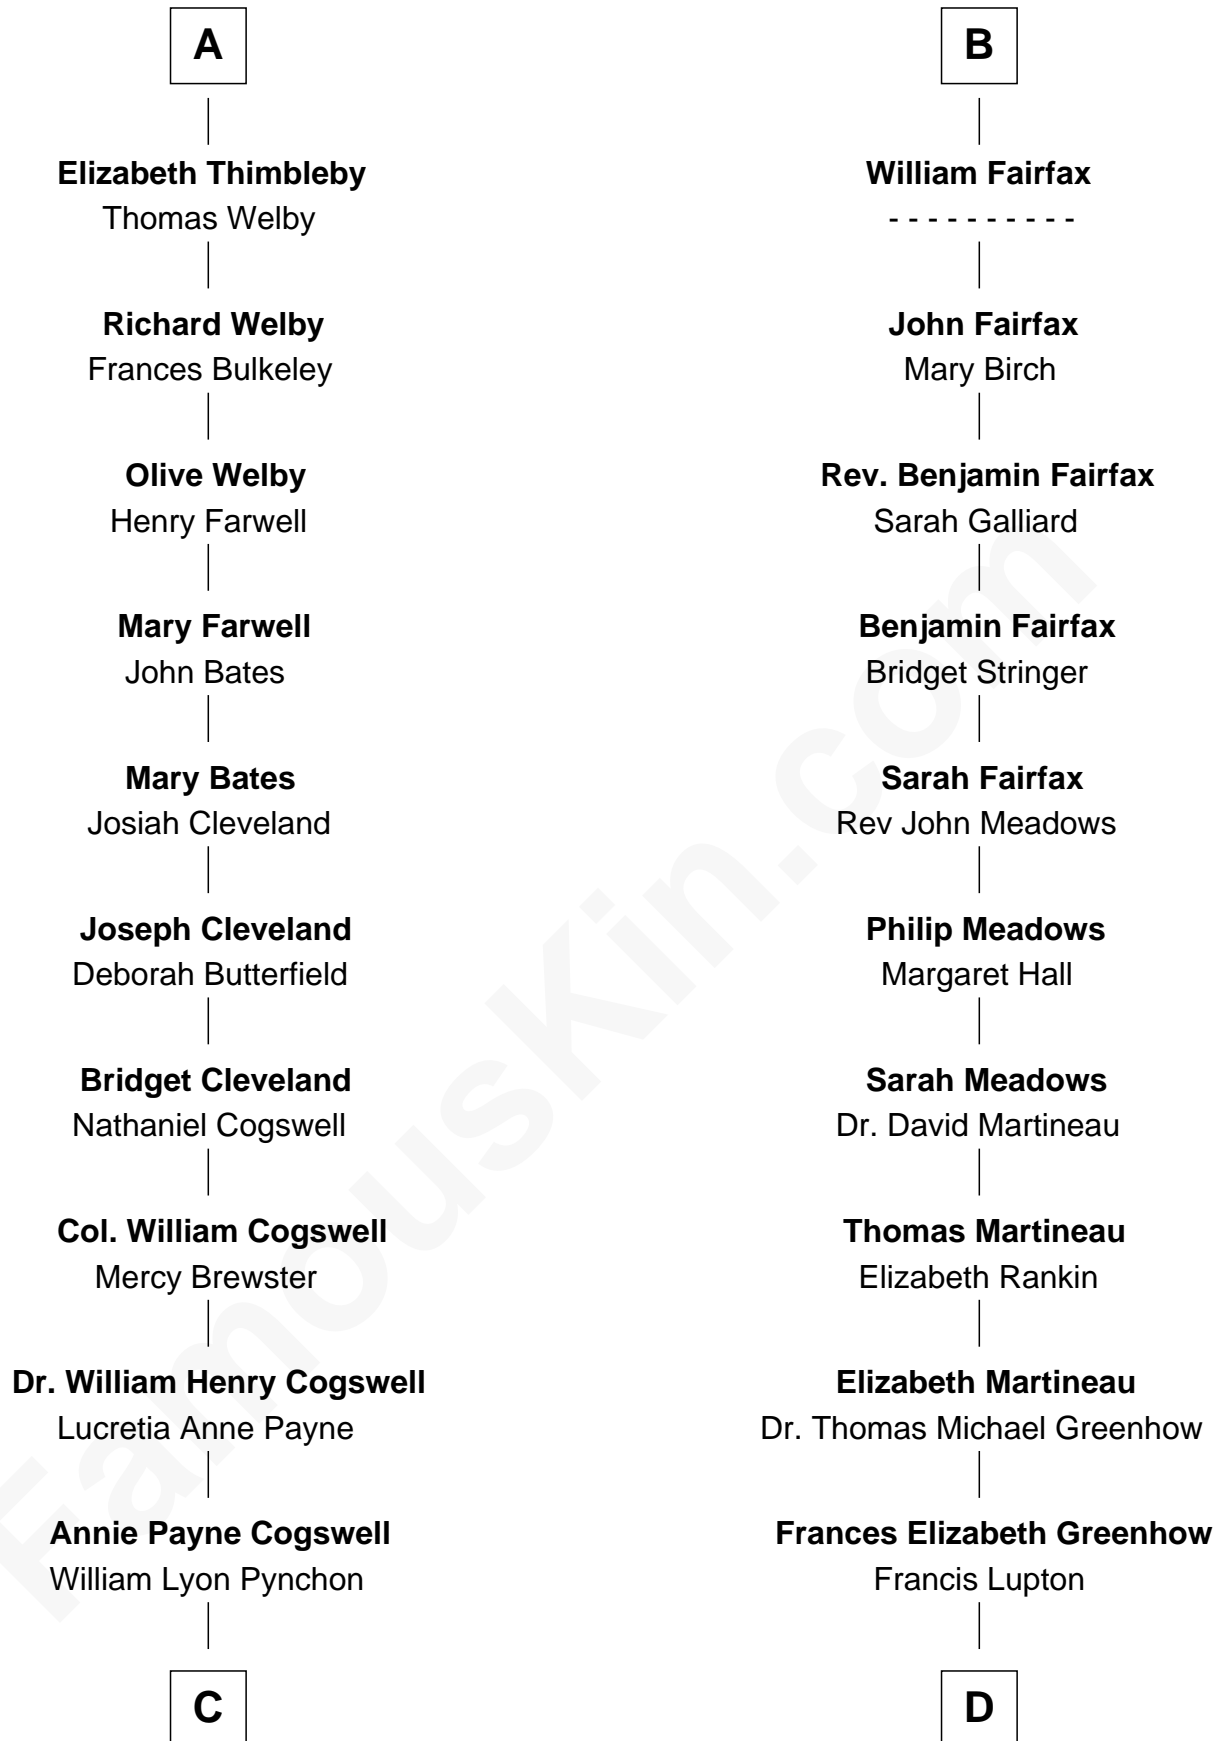 A
Elizabeth Thimbleby
Thomas Welby
Richard Welby
Frances Bulkeley
Olive Welby
Henry Farwell
Mary Farwell
John Bates
Mary Bates
Josiah Cleveland
Joseph Cleveland
Deborah Butterfield
Bridget Cleveland
Nathaniel Cogswell
Col. William Cogswell
Mercy Brewster
Dr. William Henry Cogswell
Lucretia Anne Payne
Annie Payne Cogswell
William Lyon Pynchon
C
B
William Fairfax
- - - - - - - - - -
John Fairfax
Mary Birch
Rev. Benjamin Fairfax
Sarah Galliard
Benjamin Fairfax
Bridget Stringer
Sarah Fairfax
Rev John Meadows
Philip Meadows
Margaret Hall
Sarah Meadows
Dr. David Martineau
Thomas Martineau
Elizabeth Rankin
Elizabeth Martineau
Dr. Thomas Michael Greenhow
Frances Elizabeth Greenhow
Francis Lupton
D
FamousKin.com